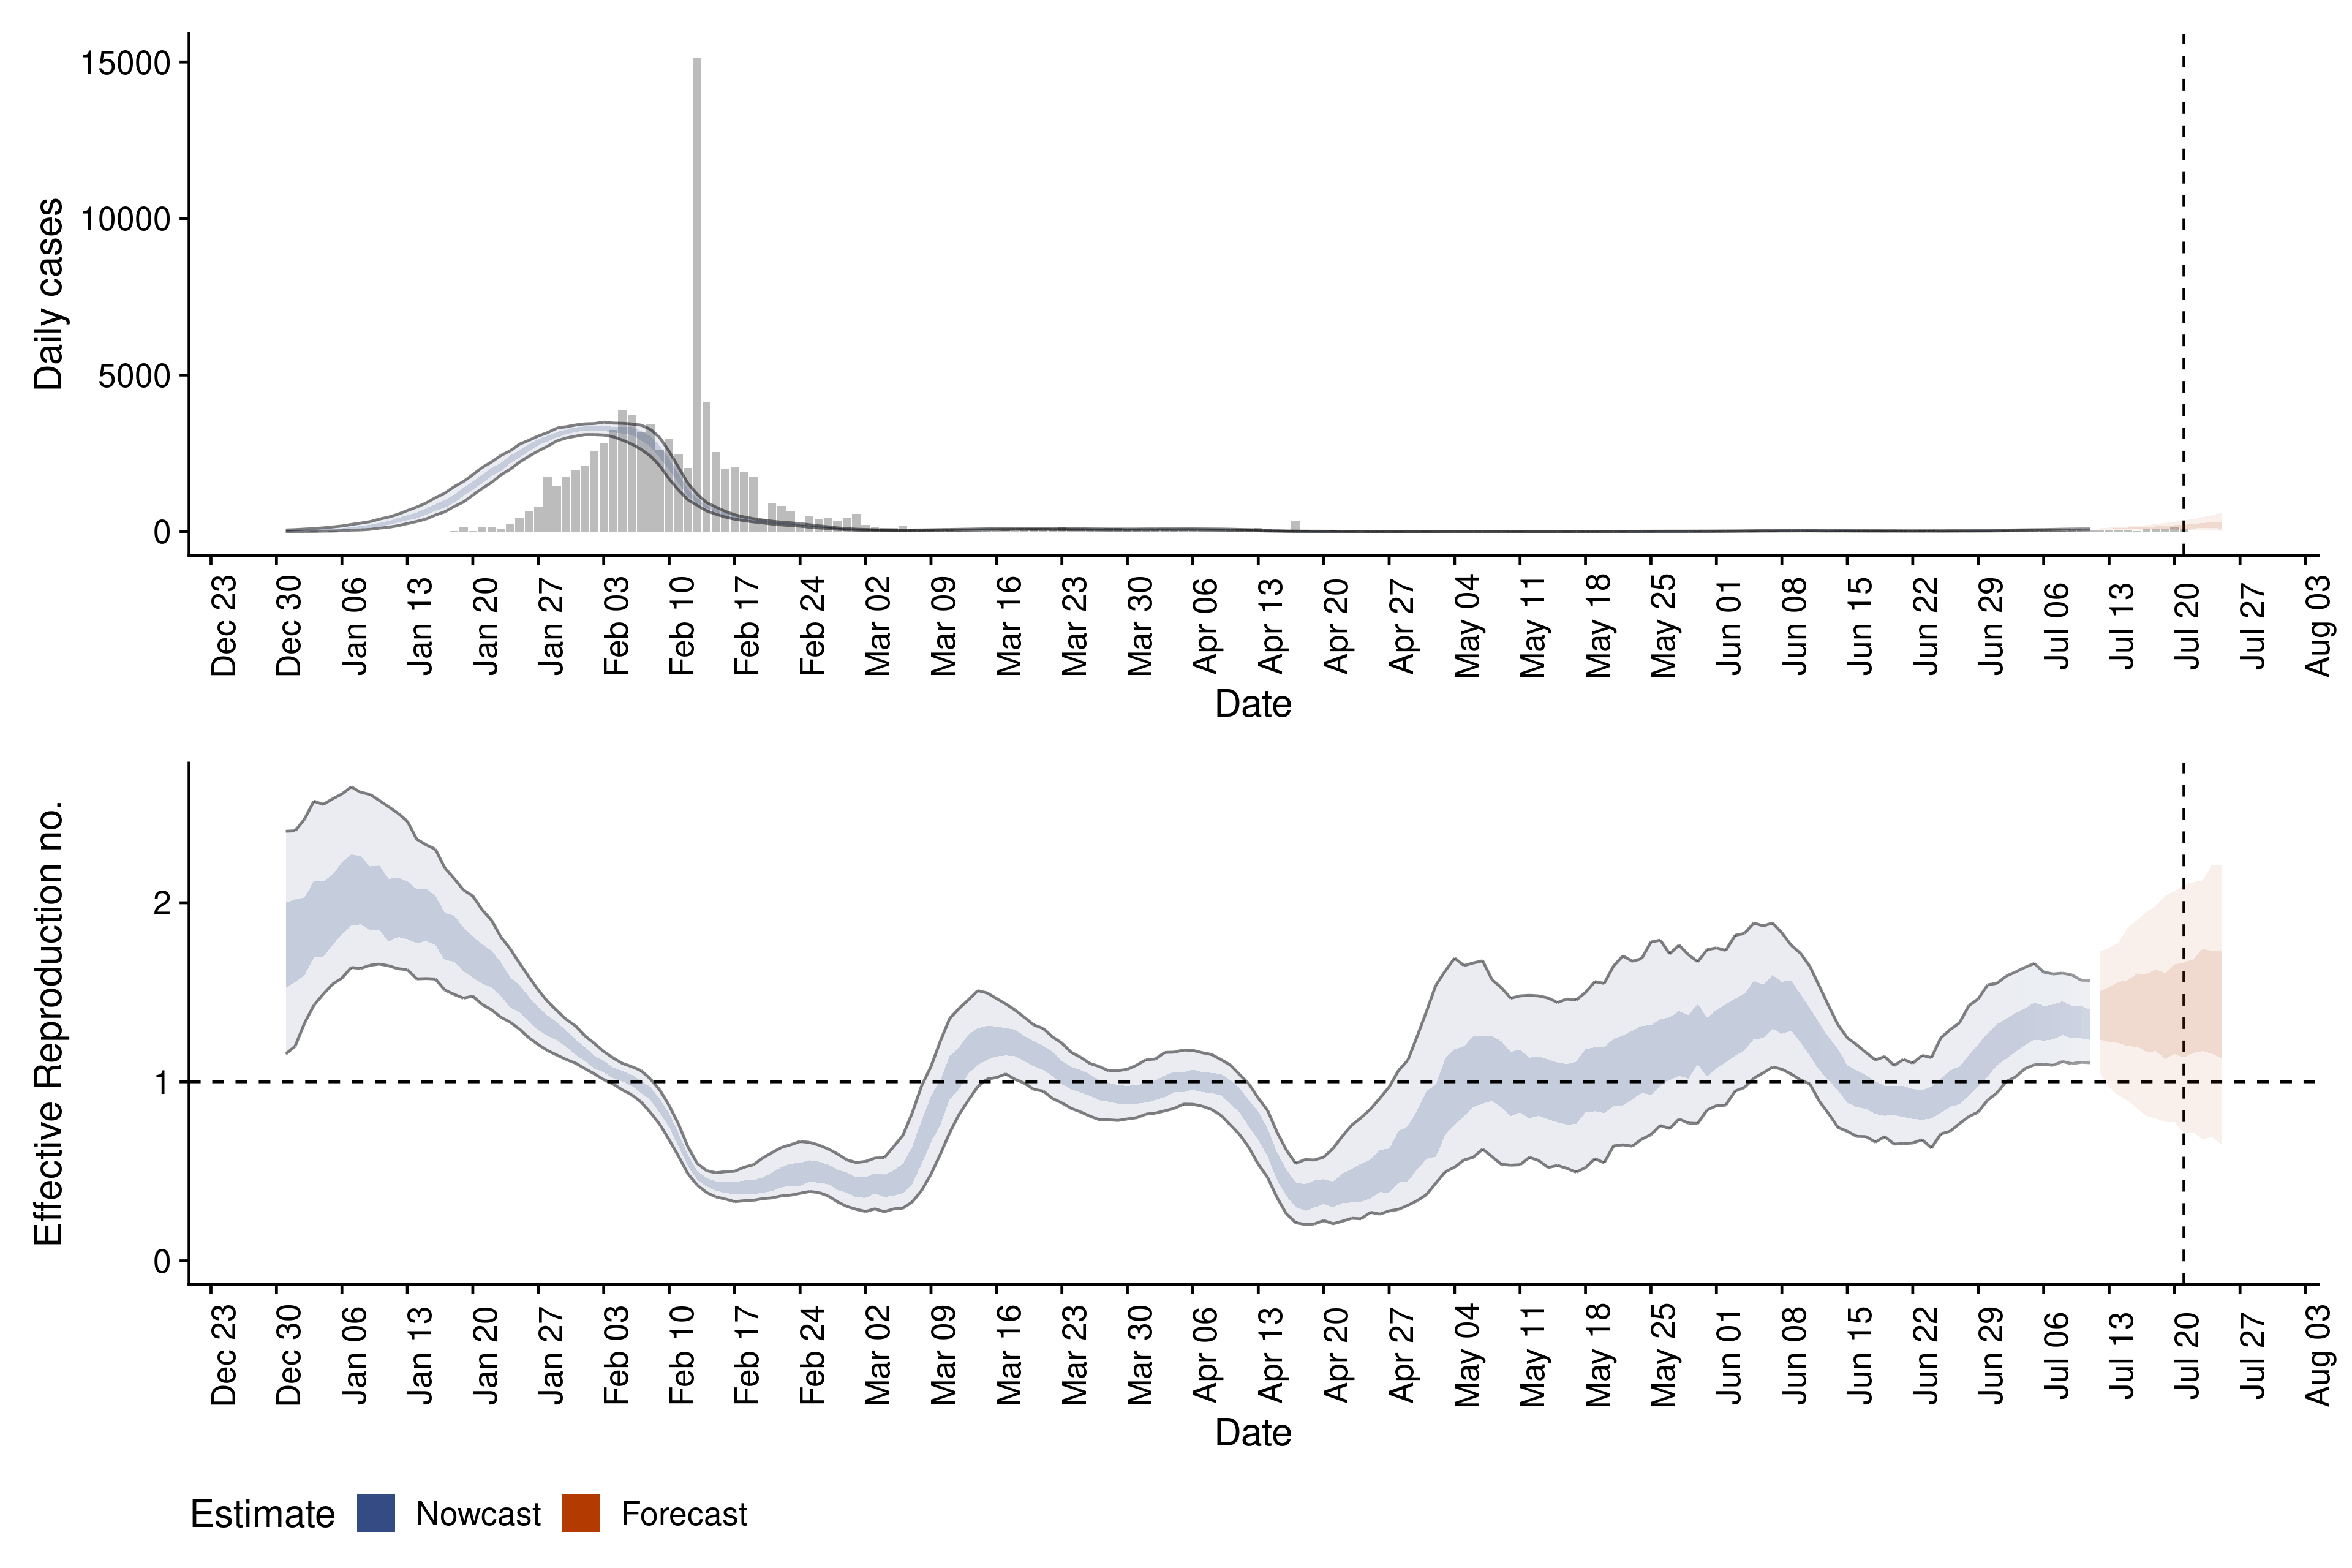 Daily cases
15000
10000
5000
0
Dec 23
Dec 30
Jan 06
Jan 13
Jan 20
Jan 27
Feb 03
Feb 10
Feb 17
Feb 24
Mar 02
Mar 09
Mar 16
Mar 23
Mar 30
Apr 06
Apr 13
Apr 20
Apr 27
May 04
May 11
May 18
May 25
Jun 01
Jun 08
Jun 15
Jun 22
Jun 29
Jul 06
Jul 13
Jul 20
Jul 27
Aug 03
Date
Effective Reproduction no.
2
1
0
Dec 23
Dec 30
Jan 06
Jan 13
Jan 20
Jan 27
Feb 03
Feb 10
Feb 17
Feb 24
Mar 02
Mar 09
Mar 16
Mar 23
Mar 30
Apr 06
Apr 13
Apr 20
Apr 27
May 04
May 11
May 18
May 25
Jun 01
Jun 08
Jun 15
Jun 22
Jun 29
Jul 06
Jul 13
Jul 20
Jul 27
Aug 03
Date
Estimate Nowcast Forecast